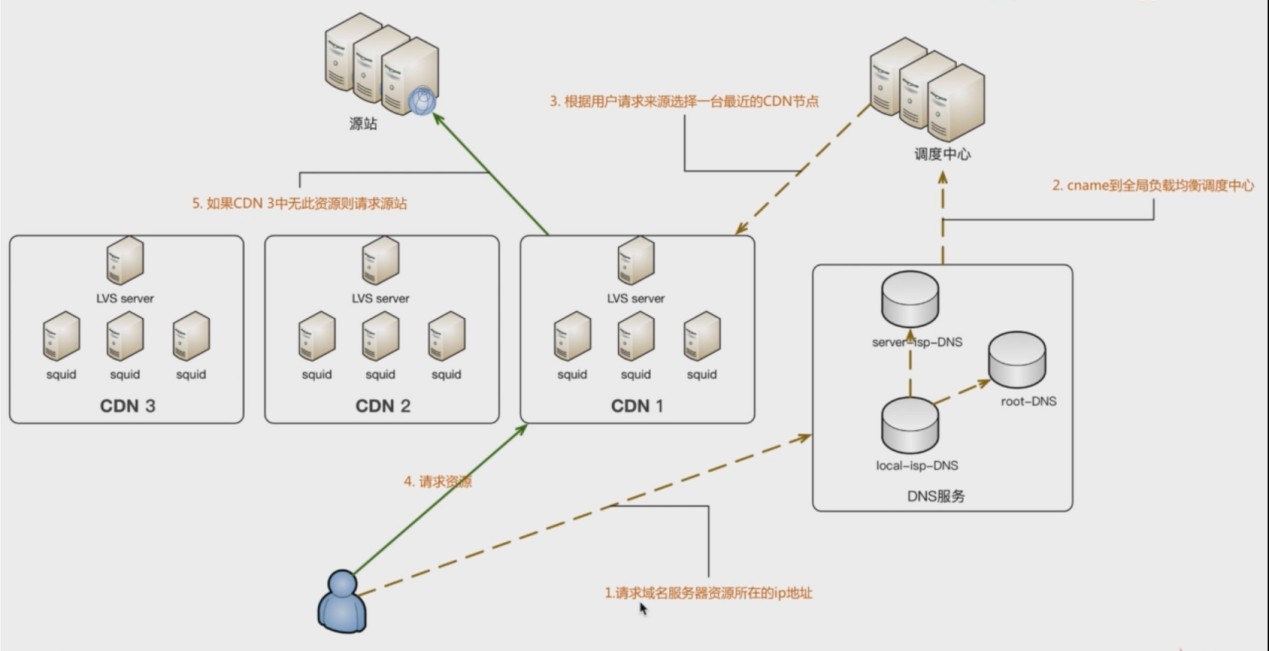 源站
3. 根据用户请求来源选择一台最近的CDN节点
调度中心
2. cname到全局负载均衡调度中心
5. 如果CDN 3中无此资源则请求源站
LVS server
squid
squid
squid
CDN 3
LVS server
squid
squid
squid
CDN 2
LVS server
squid
squid
squid
CDN 1
server-isp-DNS
root-DNS
local-isp-DNS
DNS服务
4. 请求资源
1.请求域名服务器资源所在的ip地址